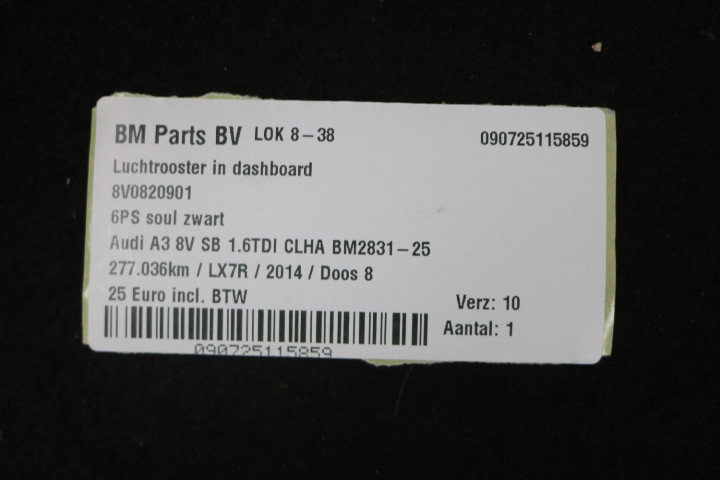 BM Parts BV LOK 8-38 090725115859
Luchtrooster in dashboard
8V0820901
6PS soul zwart
Audi A3 8V SB 1.6TDI CLHA BM2831-25
277.036km / LX7R / 2014 / Doos 8
25 Euro incl. BTW
Verz: 10
Aantal: 1
090725115859